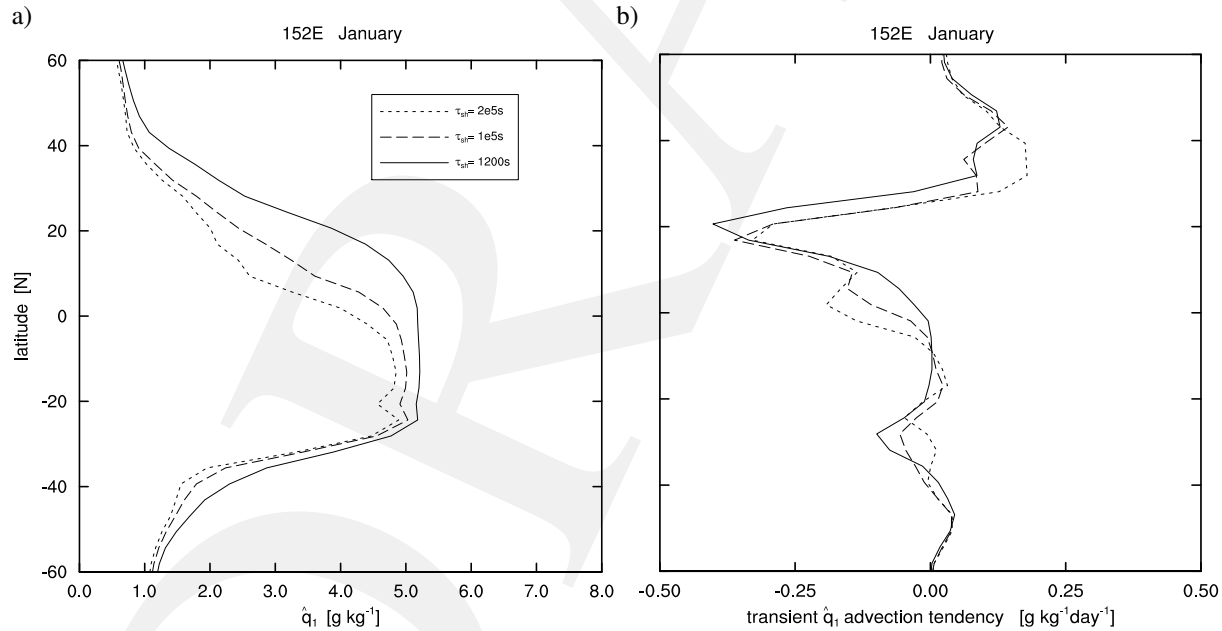 a)
152E January
60
40
20
0
-20
-40
-60
latitude [N]
0.0 1.0 2.0 3.0 4.0 5.0 6.0 7.0 8.0
q̂₁ [g kg⁻¹]
τsh= 2e5s
τsh= 1e5s
τsh= 1200s
b)
152E January
-0.50 -0.25 0.00 0.25 0.50
transient q̂₁ advection tendency [g kg⁻¹day⁻¹]